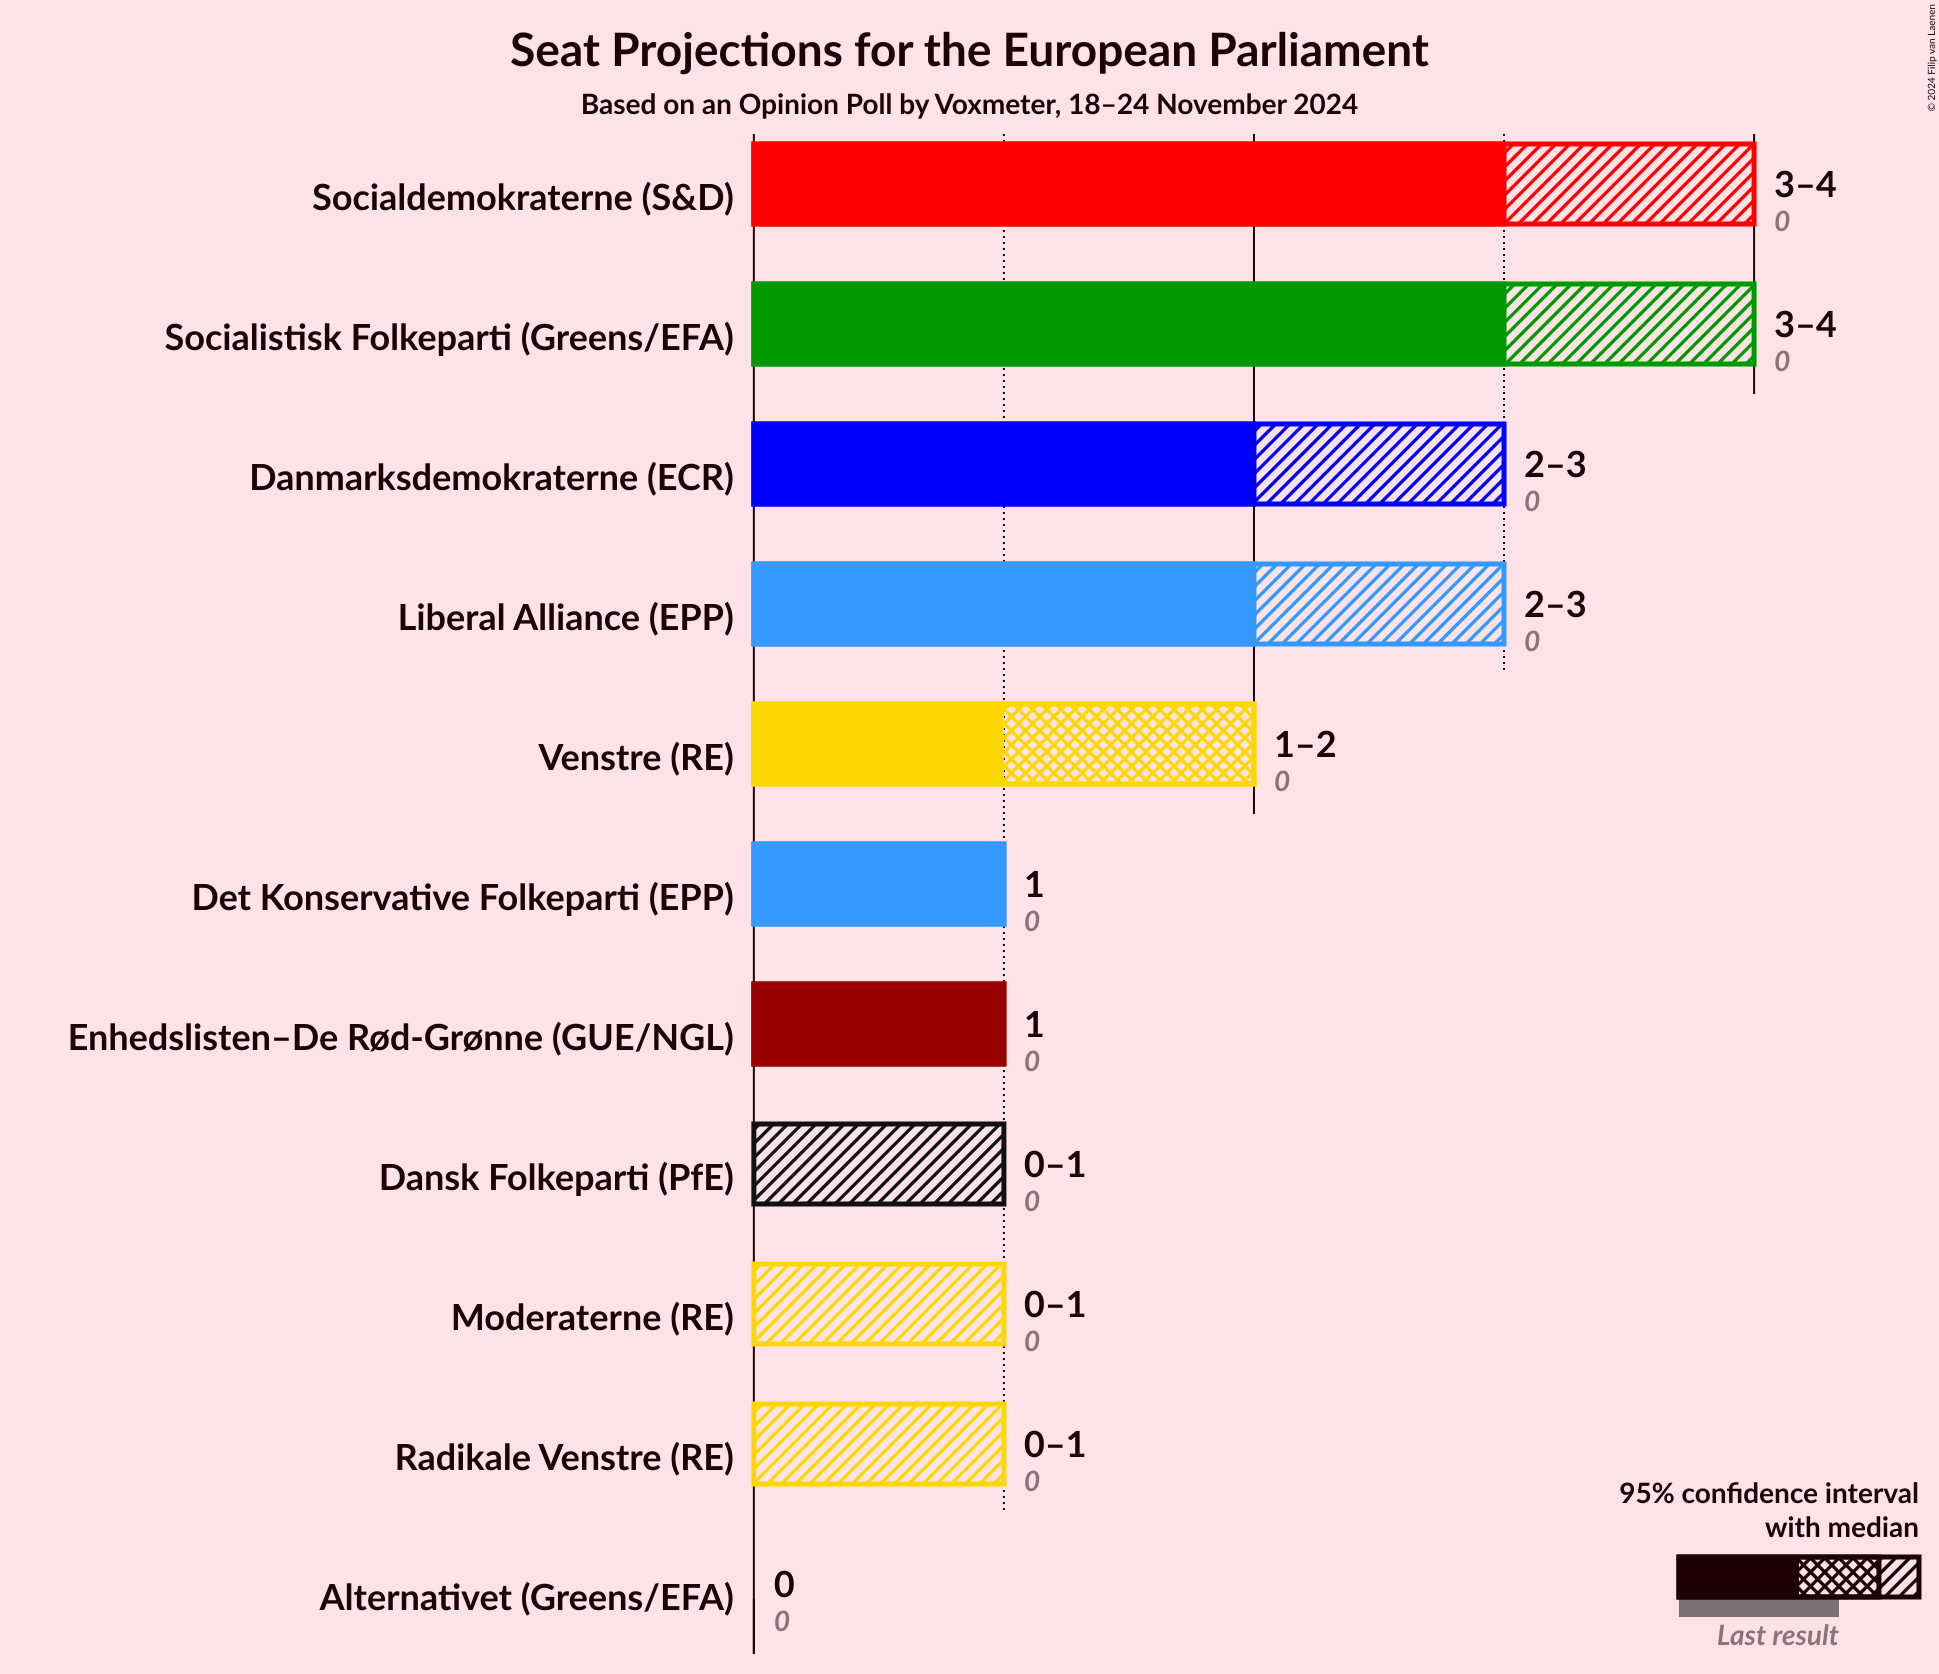 Seat Projections for the European Parliament
Based on an Opinion Poll by Voxmeter, 18–24 November 2024
© 2024 Filip van Laenen
Socialdemokraterne (S&D)
3–4
0
Socialistisk Folkeparti (Greens/EFA)
3–4
0
Danmarksdemokraterne (ECR)
2–3
0
Liberal Alliance (EPP)
2–3
0
Venstre (RE)
1–2
0
Det Konservative Folkeparti (EPP)
1
0
Enhedslisten–De Rød-Grønne (GUE/NGL)
1
0
Dansk Folkeparti (PfE)
0–1
0
Moderaterne (RE)
0–1
0
Radikale Venstre (RE)
0–1
0
Alternativet (Greens/EFA)
0
0
95% confidence interval
with median
Last result